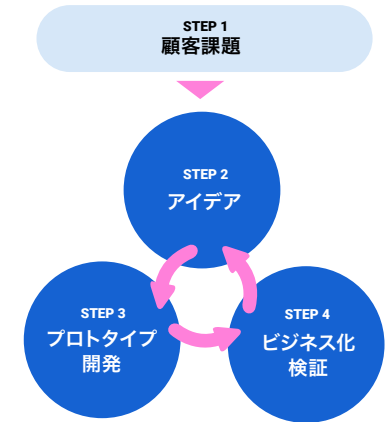 STEP 1
顧客課題
STEP 2
アイデア
STEP 3
プロトタイプ
開発
STEP 4
ビジネス化
検証